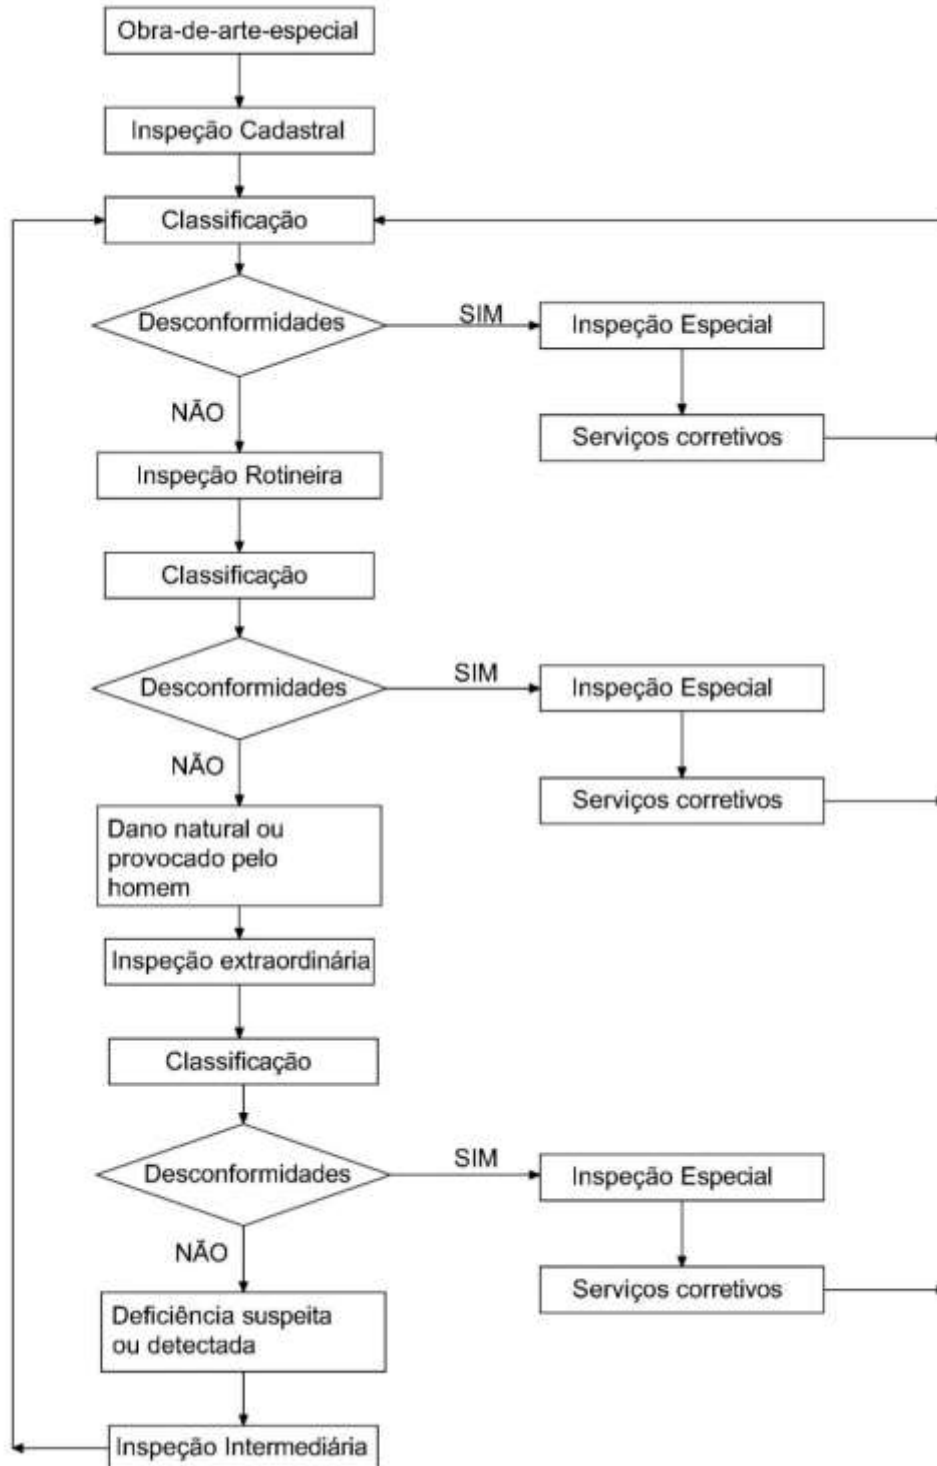 Obra-de-arte-especial
Inspeção Cadastral
Classificação
Desconformidades
SIM
Inspeção Especial
Serviços corretivos
NÃO
Inspeção Rotineira
Classificação
Desconformidades
SIM
Inspeção Especial
Serviços corretivos
NÃO
Dano natural ou
provocado pelo
homem
Inspeção extraordinária
Classificação
Desconformidades
SIM
Inspeção Especial
Serviços corretivos
NÃO
Deficiência suspeita
ou detectada
Inspeção Intermediária